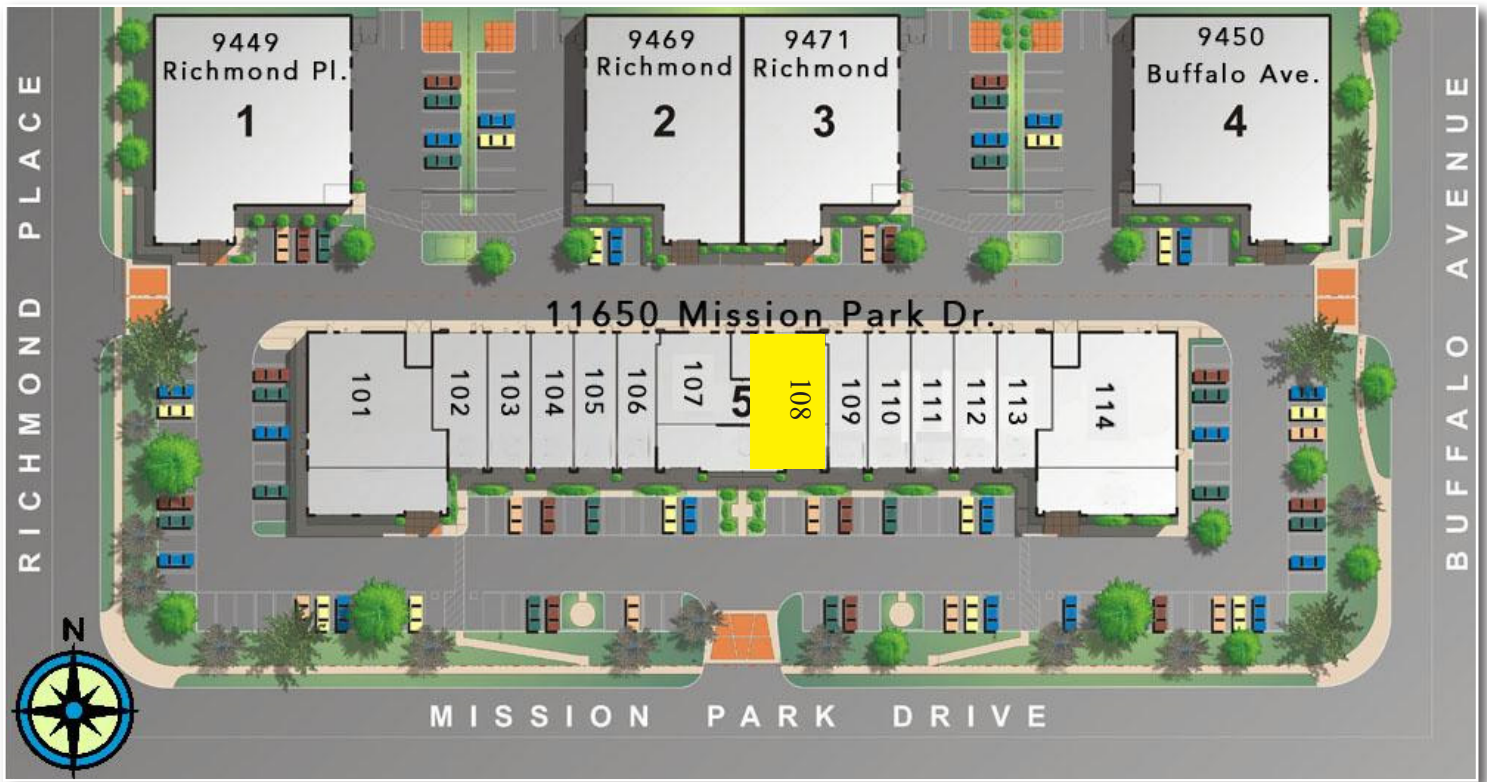 9449
Richmond Pl.
1
9469
Richmond
2
9471
Richmond
3
9450
Buffalo Ave.
4
RICHMOND PLACE
BUFFALO AVENUE
11650 Mission Park Dr.
101
102
103
104
105
106
107
5
108
109
110
111
112
113
114
N
MISSION PARK DRIVE